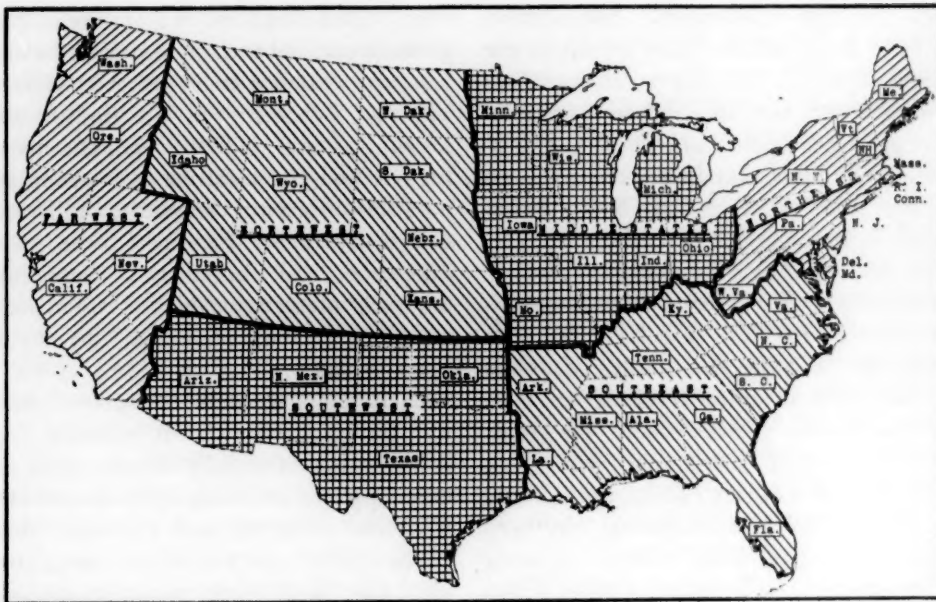 Wash.
Ore.
FAR WEST
Nev.
Calif.
Mont.
Idaho
Wyo.
N. Dak.
S. Dak.
NORTHWEST
Nebr.
Utah
Colo.
Kans.
Minn.
Wis.
Mich.
Iowa
MIDDLE STATES
Ohio
Ill.
Ind.
Mo.
Me.
Vt
NH
Mass.
N. Y.
R. I.
Conn.
NORTHEAST
Pa.
N. J.
Del.
Md.
W. Va.
Ky.
Va.
N. C.
Tenn.
Ark.
SOUTHEAST
S. C.
Miss.
Ala.
Ga.
La.
Fla.
Ariz.
N. Mex.
Okla.
SOUTHWEST
Texas